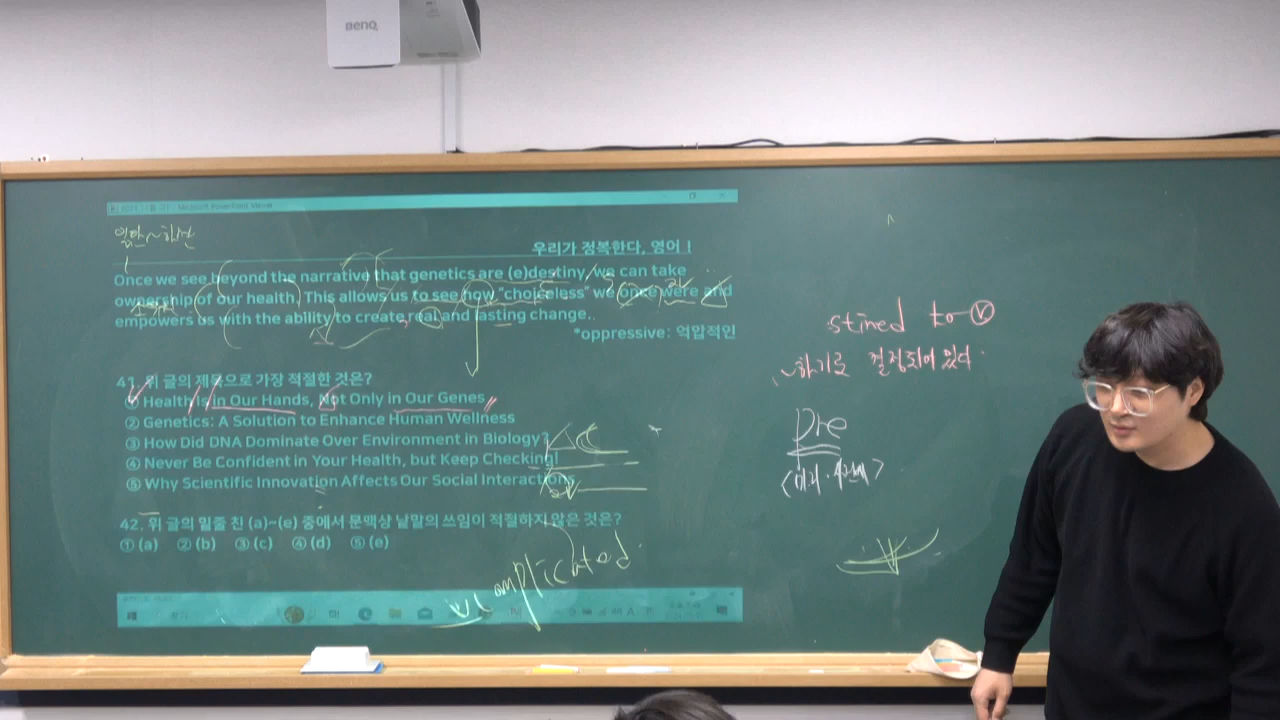 BenQ
Microsoft PowerPoint Viewer
일단~하산
우리가 정복한다, 영어 !
Once we see beyond the narrative that genetics are (e)destiny, we can take
ownership of our health. This allows us to see how "choiceless" we once were and
empowers us with the ability to create real and lasting change..
*oppressive: 억압적인
stined to ⓥ
~하기로 결정되어 있다.
41. 위 글의 제목으로 가장 적절한 것은?
① Health Is in Our Hands, Not Only in Our Genes
② Genetics: A Solution to Enhance Human Wellness
③ How Did DNA Dominate Over Environment in Biology?
④ Never Be Confident in Your Health, but Keep Checking!
⑤ Why Scientific Innovation Affects Our Social Interactions
pre
42. 위 글의 밑줄 친 (a)~(e) 중에서 문맥상 낱말의 쓰임이 적절하지 않은 것은?
① (a) ② (b) ③ (c) ④ (d) ⑤ (e)